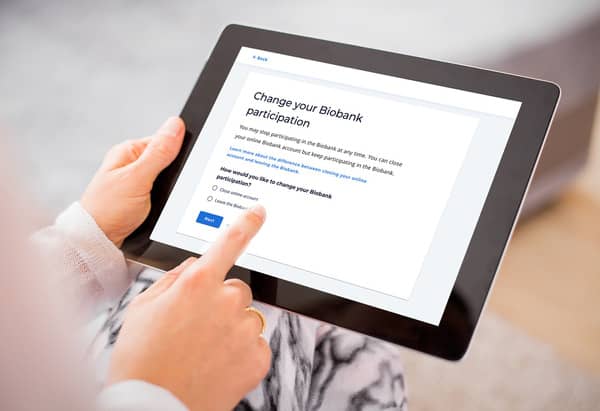 Back
Change your Biobank
participation
You may stop participating in the Biobank at any time. You can close
your online Biobank account but keep participating in the Biobank.
Learn more about the difference between closing your online
account and leaving the Biobank.
How would you like to change your Biobank
participation?
Close online account
Leave the
Next